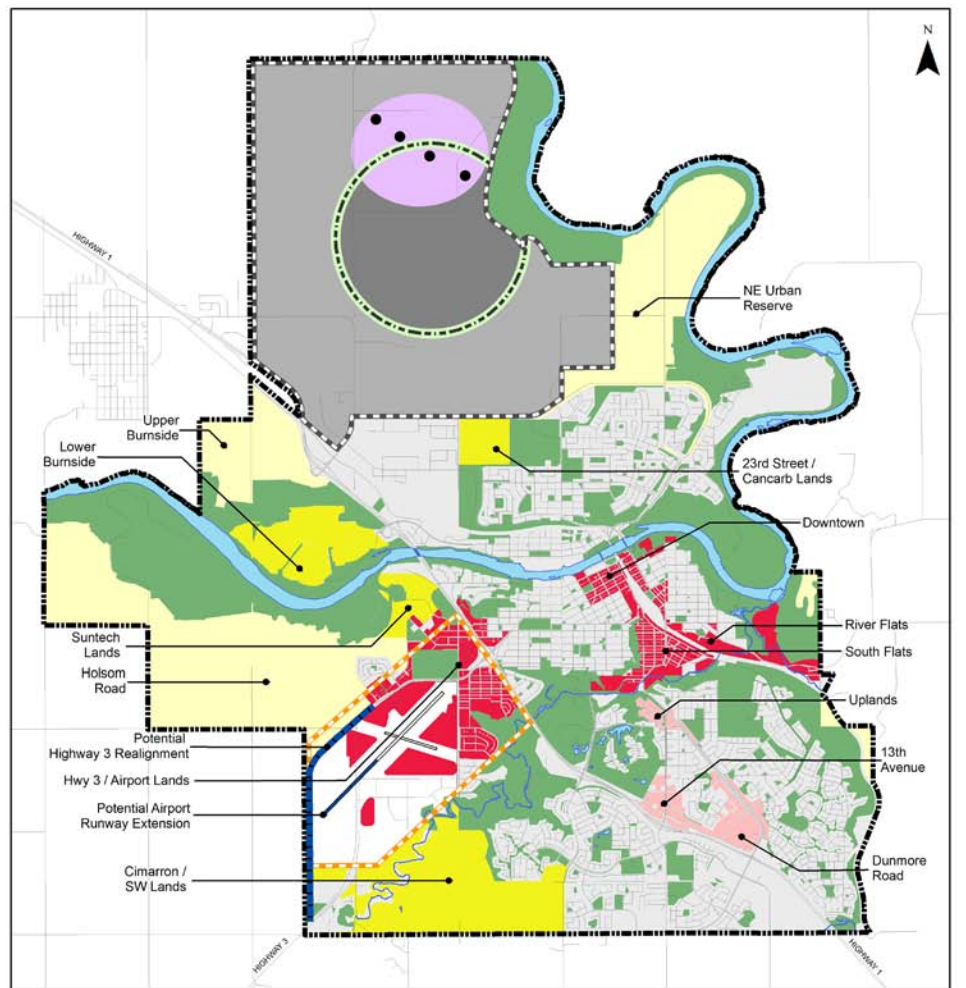 N
HIGHWAY 1
NE Urban
Reserve
Upper
Burnside
Lower
Burnside
23rd Street /
Cancarb Lands
Downtown
Suntech
Lands
River Flats
South Flats
Holsom
Road
Uplands
Potential
Highway 3 Realignment
13th
Avenue
Hwy 3 / Airport Lands
Potential Airport
Runway Extension
Cimarron /
SW Lands
Dunmore
Road
HIGHWAY 3
HIGHWAY 1